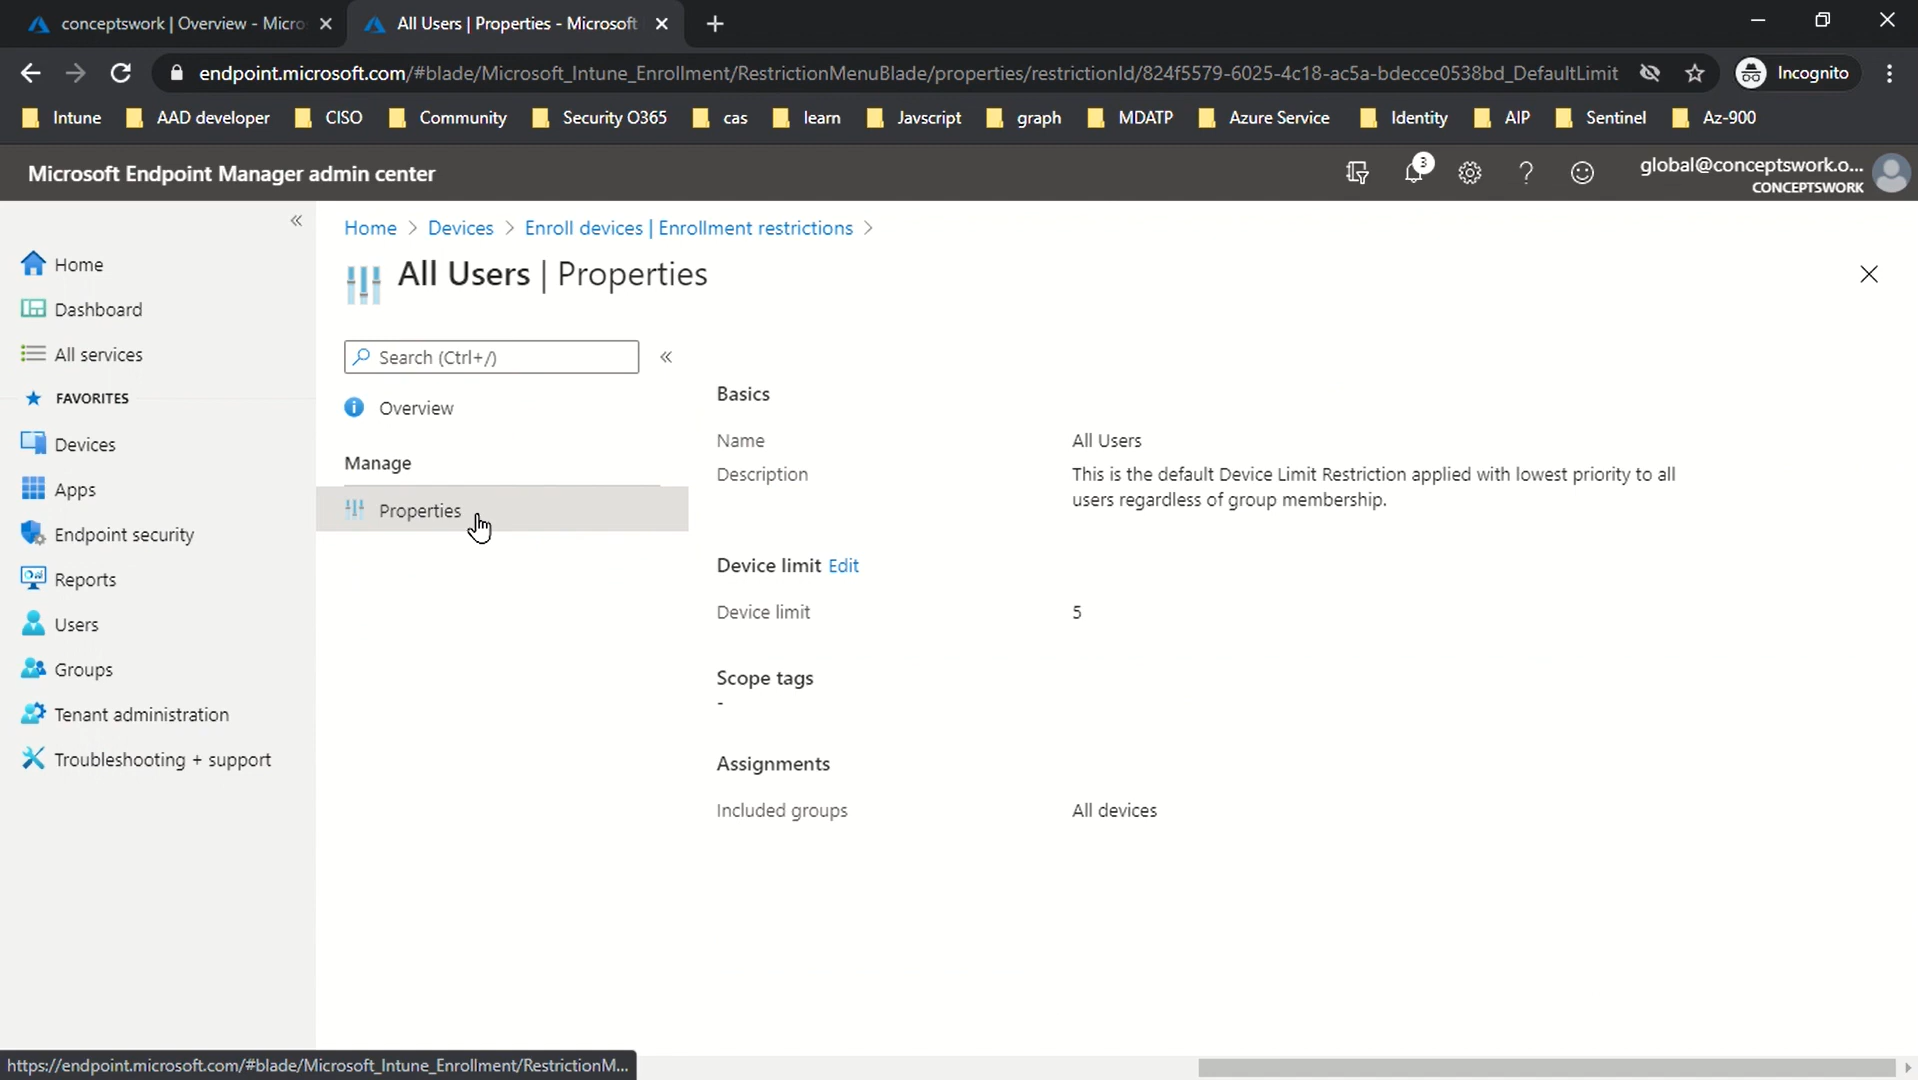 conceptswork | Overview - Micro
All Users | Properties - Microsoft
endpoint.microsoft.com/#blade/Microsoft_Intune_Enrollment/RestrictionMenuBlade/properties/restrictionId/824f5579-6025-4c18-ac5a-bdecce0538bd_DefaultLimit
Incognito
Intune
AAD developer
CISO
Community
Security O365
cas
learn
Javscript
graph
MDATP
Azure Service
Identity
AIP
Sentinel
Az-900
Microsoft Endpoint Manager admin center
3
global@conceptswork.o...
CONCEPTSWORK
Home
Dashboard
All services
FAVORITES
Devices
Apps
Endpoint security
Reports
Users
Groups
Tenant administration
Troubleshooting + support
Home > Devices > Enroll devices | Enrollment restrictions >
All Users | Properties
Search (Ctrl+/)
Overview
Manage
Properties
Basics
Name All Users
Description This is the default Device Limit Restriction applied with lowest priority to all
users regardless of group membership.
Device limit Edit
Device limit 5
Scope tags
-
Assignments
Included groups All devices
https://endpoint.microsoft.com/#blade/Microsoft_Intune_Enrollment/RestrictionM...